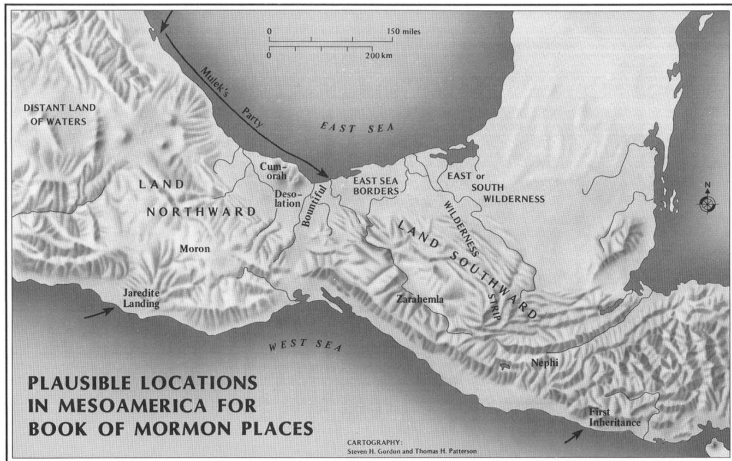 0 150 miles
0 200 km
Mulek's
Party
DISTANT LAND
OF WATERS
EAST SEA
Cum-
orah
Deso-
lation
Bountiful
EAST SEA
BORDERS
EAST or
SOUTH
WILDERNESS
N
LAND
NORTHWARD
WILDERNESS
STRIP
LAND SOUTHWARD
Moron
Jaredite
Landing
Zarahemla
WEST SEA
Nephi
First
Inheritance
PLAUSIBLE LOCATIONS
IN MESOAMERICA FOR
BOOK OF MORMON PLACES
CARTOGRAPHY:
Steven H. Gordon and Thomas H. Patterson